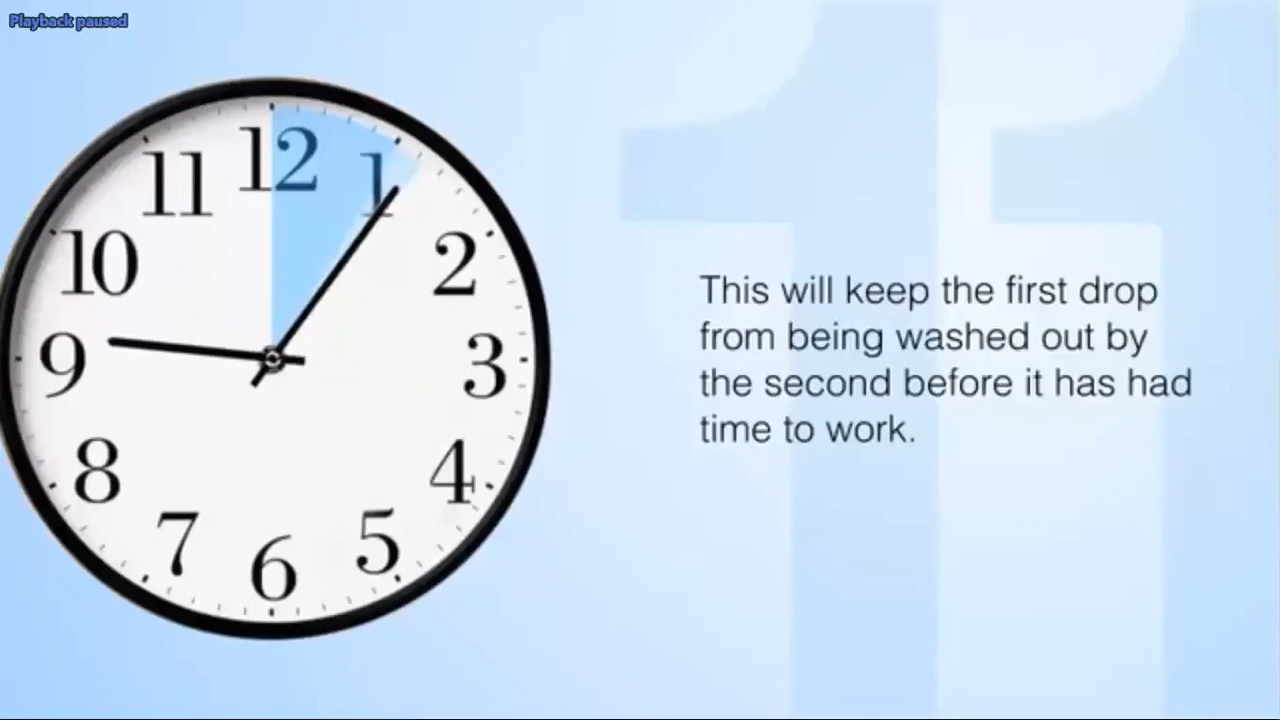 Playback paused
11
12
1
11
10
2
9
3
8
4
7
5
6
This will keep the first drop
from being washed out by
the second before it has had
time to work.